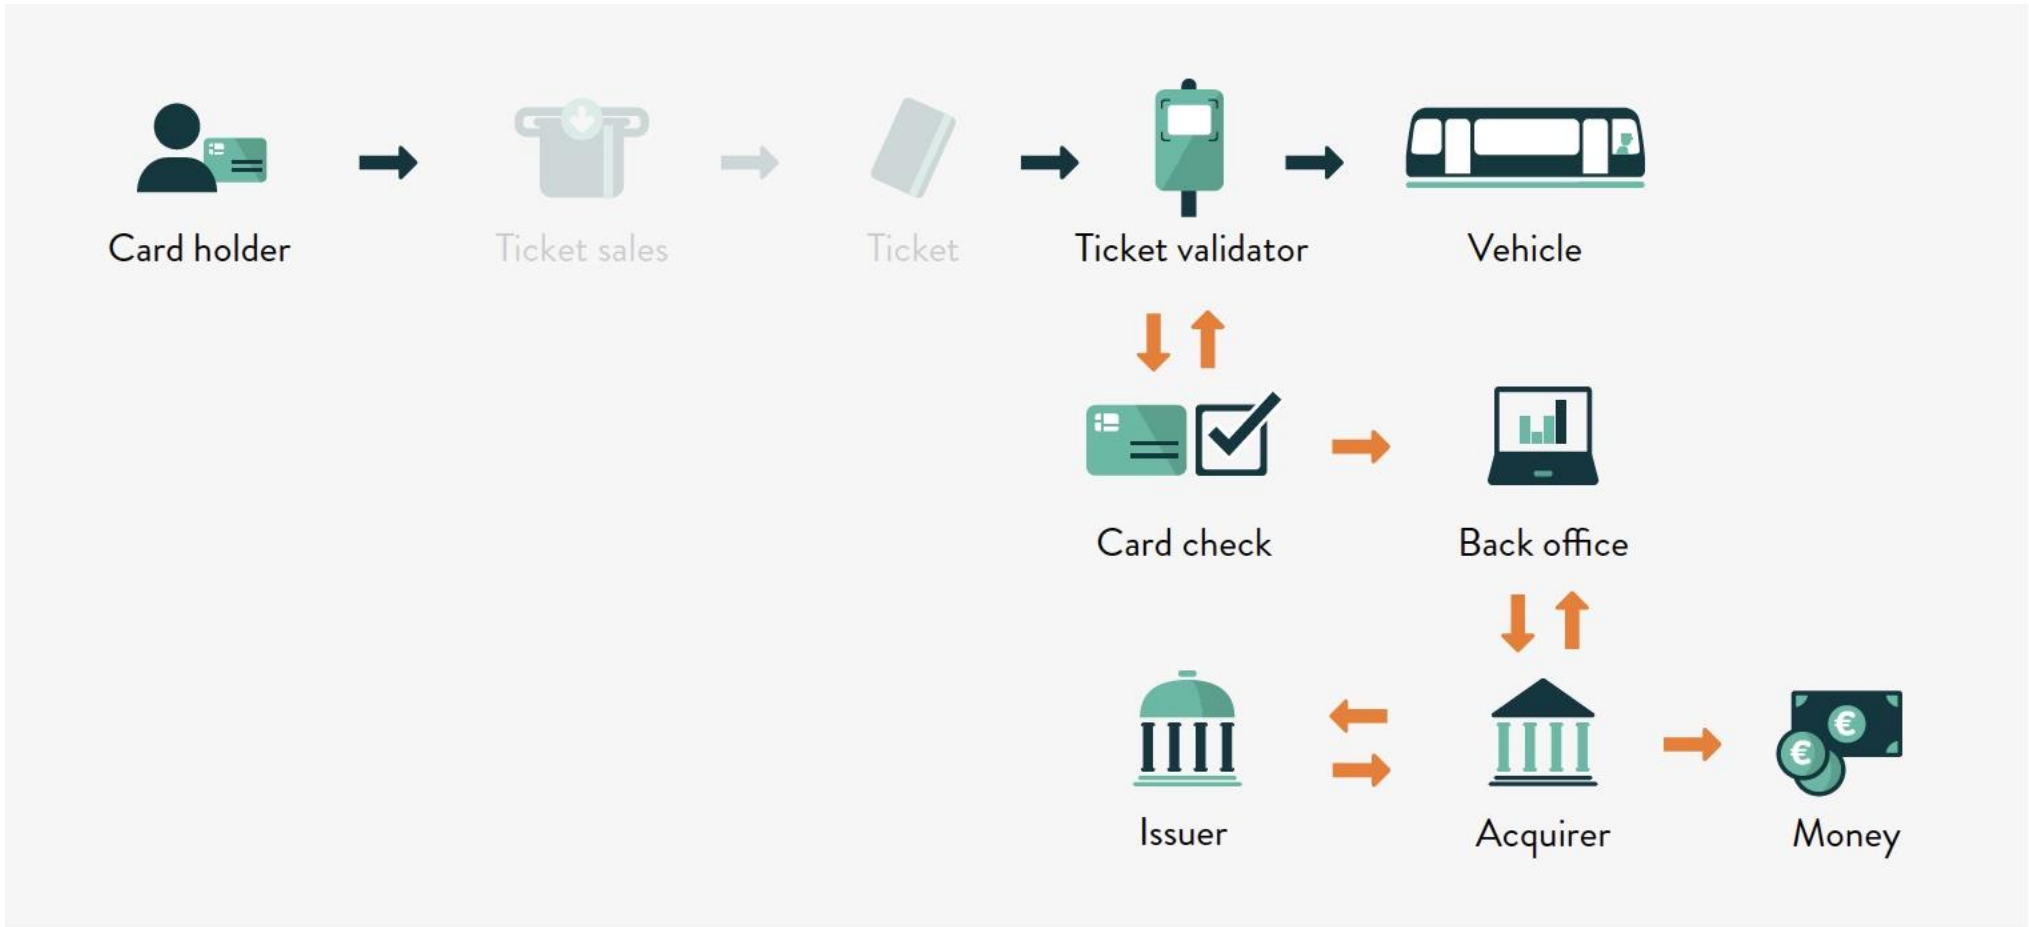 Card holder
Ticket sales
Ticket
Ticket validator
Vehicle
Card check
Back office
Issuer
Acquirer
€
€
Money